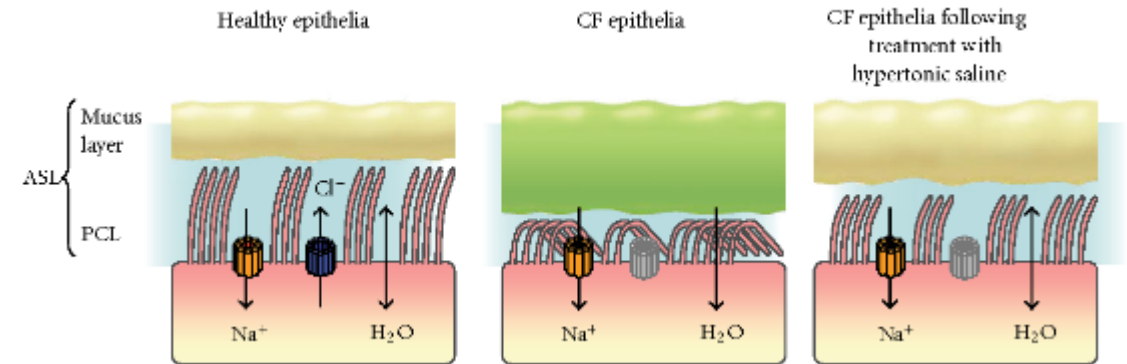 Healthy epithelia
CF epithelia
CF epithelia following
treatment with
hypertonic saline
Mucus
layer
ASL
PCL
Cl⁻
Na⁺
H₂O
Na⁺
H₂O
Na⁺
H₂O